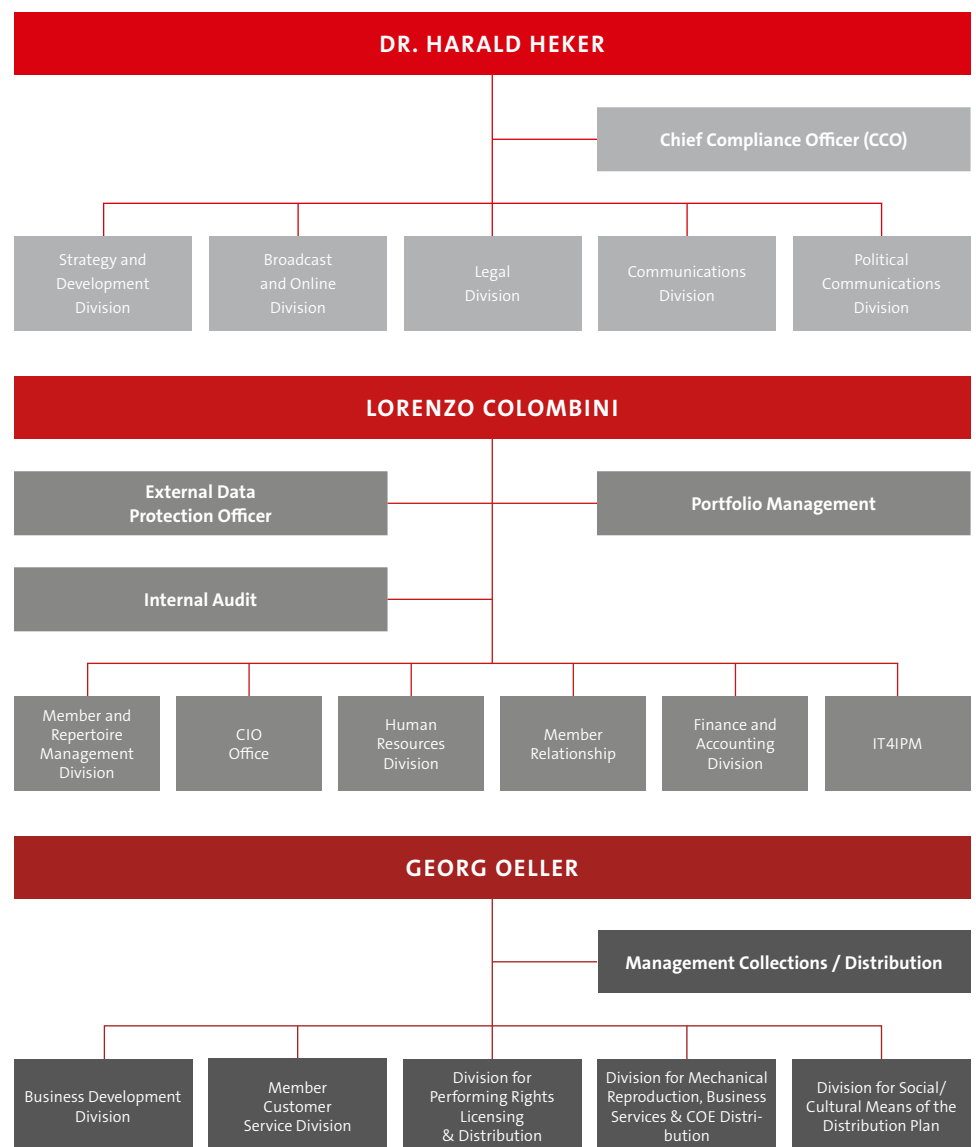 DR. HARALD HEKER
Chief Compliance Officer (CCO)
Strategy and
Development
Division
Broadcast
and Online
Division
Legal
Division
Communications
Division
Political
Communications
Division
LORENZO COLOMBINI
External Data
Protection Officer
Portfolio Management
Internal Audit
Member and
Repertoire
Management
Division
CIO
Office
Human
Resources
Division
Member
Relationship
Finance and
Accounting
Division
IT4IPM
GEORG OELLER
Management Collections / Distribution
Business Development
Division
Member
Customer
Service Division
Division for
Performing Rights
Licensing
& Distribution
Division for Mechanical
Reproduction, Business
Services & COE Distri-
bution
Division for Social/
Cultural Means of the
Distribution Plan